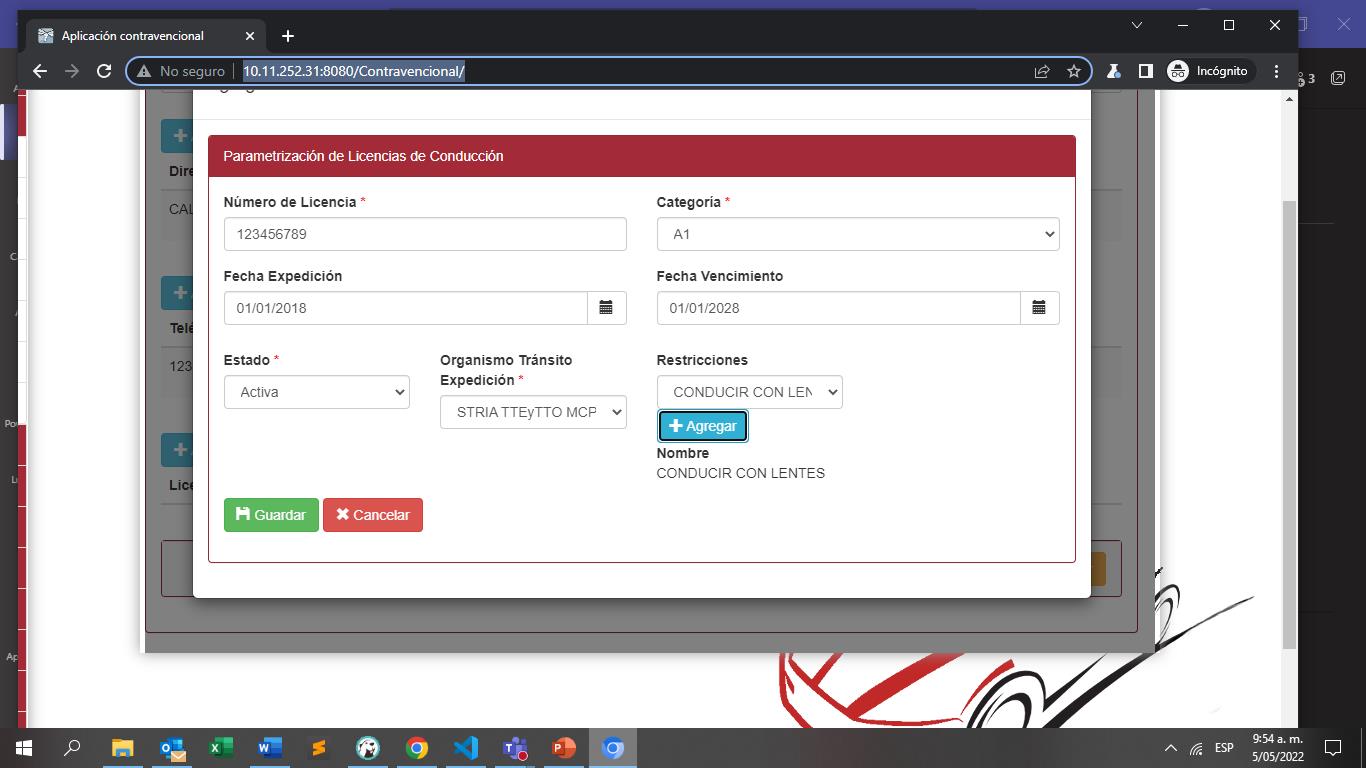 Aplicación contravencional
No seguro
10.11.252.31:8080/Contravencional/
Incógnito
3
Parametrización de Licencias de Conducción
Número de Licencia *
Categoría *
123456789
A1
Fecha Expedición
Fecha Vencimiento
01/01/2018
01/01/2028
Estado *
Organismo Tránsito
Expedición *
Restricciones
Activa
STRIA TTEyTTO MCP
CONDUCIR CON LEN
Agregar
Nombre
CONDUCIR CON LENTES
Guardar
Cancelar
Dire
CAL
Telé
123
Lice
ESP
9:54 a. m.
5/05/2022